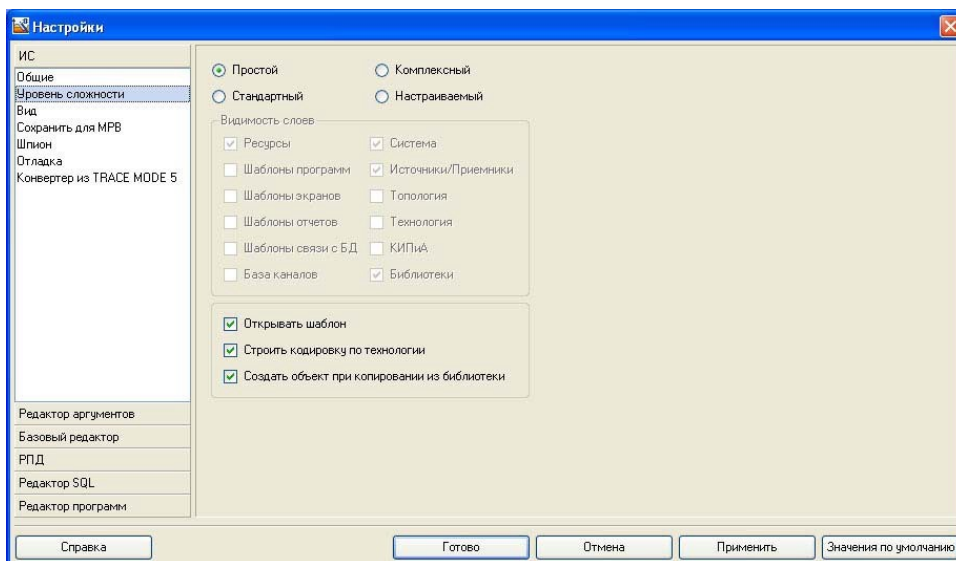 Настройки
ИС
Общие
Уровень сложности
Вид
Сохранить для МРВ
Шпион
Отладка
Конвертер из TRACE MODE 5
Редактор аргументов
Базовый редактор
РПД
Редактор SQL
Редактор программ
Простой Комплексный
Стандартный Настраиваемый
Видимость слоев
Ресурсы Система
Шаблоны программ Источники/Приемники
Шаблоны экранов Топология
Шаблоны отчетов Технология
Шаблоны связи с БД КИПиА
База каналов Библиотеки
Открывать шаблон
Строить кодировку по технологии
Создать объект при копировании из библиотеки
Справка Готово Отмена Применить Значения по умолчанию